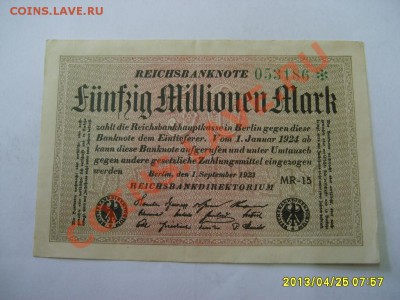 COINS.LAVE.RU
REICHSBANKNOTE 053186 *
Fünfzig Millionen Mark
zahlt die Reichsbankhauptkasse in Berlin gegen diese
Banknote dem Einlieferer. Vom 1. Januar 1924 ab
kann diese Banknote aufgerufen und unter Umtausch
gegen andere gesetzliche Zahlungsmittel eingezogen
werden
Berlin, den 1. September 1923
MR-15
REICHSBANKDIREKTORIUM
COINS.LAVE.RU
2013/04/25 07:57